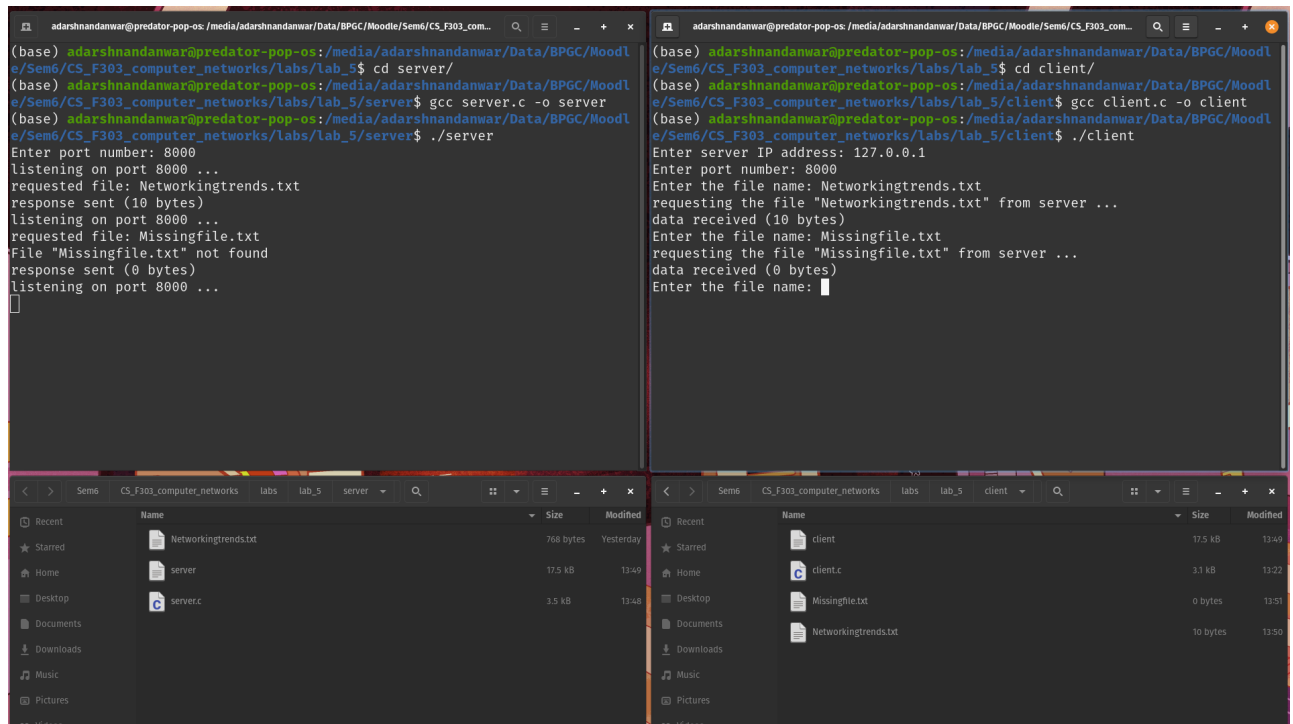 adarshnandanwar@predator-pop-os: /media/adarshnandanwar/Data/BPGC/Moodle/Sem6/CS_F303_com...
(base) adarshnandanwar@predator-pop-os:/media/adarshnandanwar/Data/BPGC/Moodl
e/Sem6/CS_F303_computer_networks/labs/lab_5$ cd server/
(base) adarshnandanwar@predator-pop-os:/media/adarshnandanwar/Data/BPGC/Moodl
e/Sem6/CS_F303_computer_networks/labs/lab_5/server$ gcc server.c -o server
(base) adarshnandanwar@predator-pop-os:/media/adarshnandanwar/Data/BPGC/Moodl
e/Sem6/CS_F303_computer_networks/labs/lab_5/server$ ./server
Enter port number: 8000
listening on port 8000 ...
requested file: Networkingtrends.txt
response sent (10 bytes)
listening on port 8000 ...
requested file: Missingfile.txt
File "Missingfile.txt" not found
response sent (0 bytes)
listening on port 8000 ...
adarshnandanwar@predator-pop-os: /media/adarshnandanwar/Data/BPGC/Moodle/Sem6/CS_F303_com...
(base) adarshnandanwar@predator-pop-os:/media/adarshnandanwar/Data/BPGC/Moodl
e/Sem6/CS_F303_computer_networks/labs/lab_5$ cd client/
(base) adarshnandanwar@predator-pop-os:/media/adarshnandanwar/Data/BPGC/Moodl
e/Sem6/CS_F303_computer_networks/labs/lab_5/client$ gcc client.c -o client
(base) adarshnandanwar@predator-pop-os:/media/adarshnandanwar/Data/BPGC/Moodl
e/Sem6/CS_F303_computer_networks/labs/lab_5/client$ ./client
Enter server IP address: 127.0.0.1
Enter port number: 8000
Enter the file name: Networkingtrends.txt
requesting the file "Networkingtrends.txt" from server ...
data received (10 bytes)
Enter the file name: Missingfile.txt
requesting the file "Missingfile.txt" from server ...
data received (0 bytes)
Enter the file name:
Sem6 CS_F303_computer_networks labs lab_5 server
Recent
Starred
Home
Desktop
Documents
Downloads
Music
Pictures
Name Size Modified
Networkingtrends.txt 768 bytes Yesterday
server 17.5 kB 13:49
server.c 3.5 kB 13:48
Sem6 CS_F303_computer_networks labs lab_5 client
Recent
Starred
Home
Desktop
Documents
Downloads
Music
Pictures
Name Size Modified
client 17.5 kB 13:49
client.c 3.1 kB 13:22
Missingfile.txt 0 bytes 13:51
Networkingtrends.txt 10 bytes 13:50